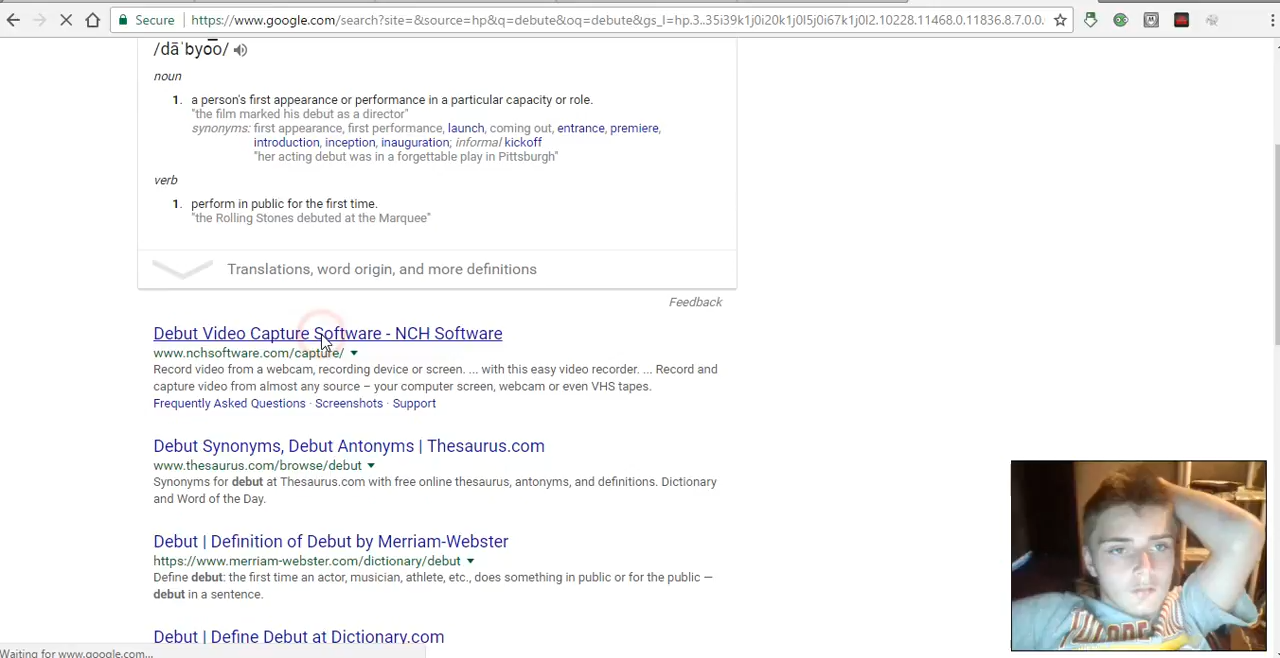 Secure
https://www.google.com/search?site=&source=hp&q=debute&oq=debute&gs_l=hp.3..35i39k1j0i20k1j0l5j0i67k1j0l2.10228.11468.0.11836.8.7.0.0.
/dāˈbyo͞o/
noun
1. a person's first appearance or performance in a particular capacity or role.
"the film marked his debut as a director"
synonyms: first appearance, first performance, launch, coming out, entrance, premiere,
introduction, inception, inauguration; informal kickoff
"her acting debut was in a forgettable play in Pittsburgh"
verb
1. perform in public for the first time.
"the Rolling Stones debuted at the Marquee"
Translations, word origin, and more definitions
Feedback
Debut Video Capture Software - NCH Software
www.nchsoftware.com/capture/
Record video from a webcam, recording device or screen. ... with this easy video recorder. ... Record and
capture video from almost any source – your computer screen, webcam or even VHS tapes.
Frequently Asked Questions · Screenshots · Support
Debut Synonyms, Debut Antonyms | Thesaurus.com
www.thesaurus.com/browse/debut
Synonyms for debut at Thesaurus.com with free online thesaurus, antonyms, and definitions. Dictionary
and Word of the Day.
Debut | Definition of Debut by Merriam-Webster
https://www.merriam-webster.com/dictionary/debut
Define debut: the first time an actor, musician, athlete, etc., does something in public or for the public —
debut in a sentence.
Debut | Define Debut at Dictionary.com
Waiting for www.google.com...